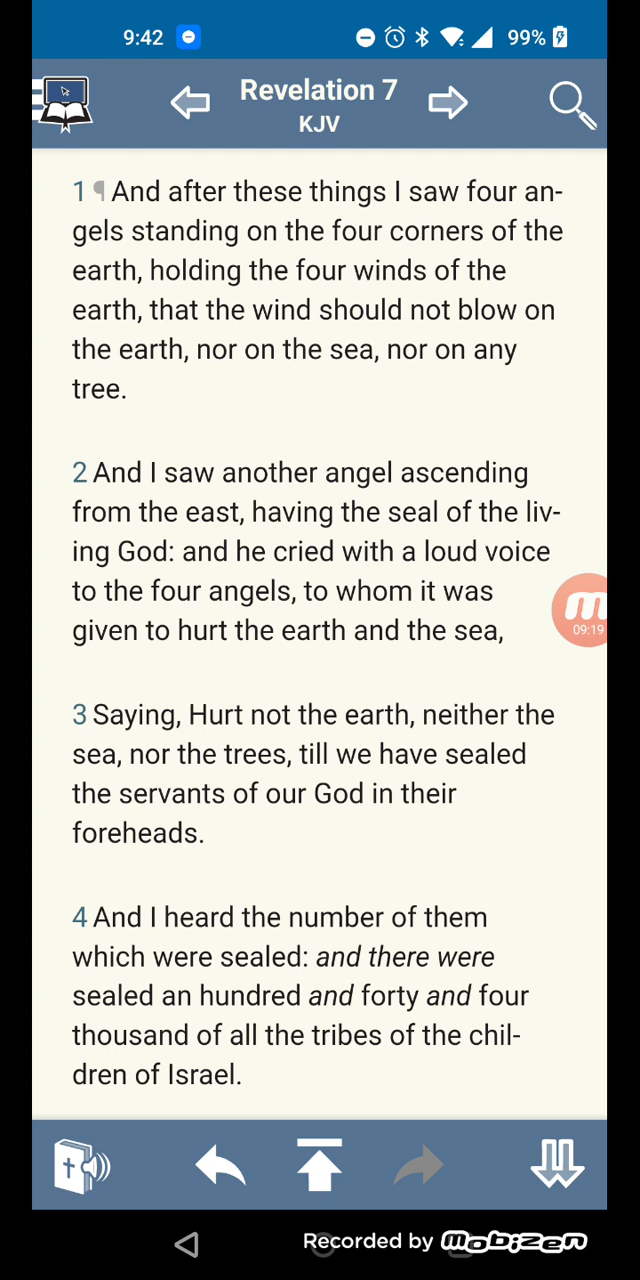 9:42
99%
Revelation 7
KJV
1 ¶ And after these things I saw four an-
gels standing on the four corners of the
earth, holding the four winds of the
earth, that the wind should not blow on
the earth, nor on the sea, nor on any
tree.
2 And I saw another angel ascending
from the east, having the seal of the liv-
ing God: and he cried with a loud voice
to the four angels, to whom it was
given to hurt the earth and the sea,
m
09:19
3 Saying, Hurt not the earth, neither the
sea, nor the trees, till we have sealed
the servants of our God in their
foreheads.
4 And I heard the number of them
which were sealed: and there were
sealed an hundred and forty and four
thousand of all the tribes of the chil-
dren of Israel.
Recorded by mobizen